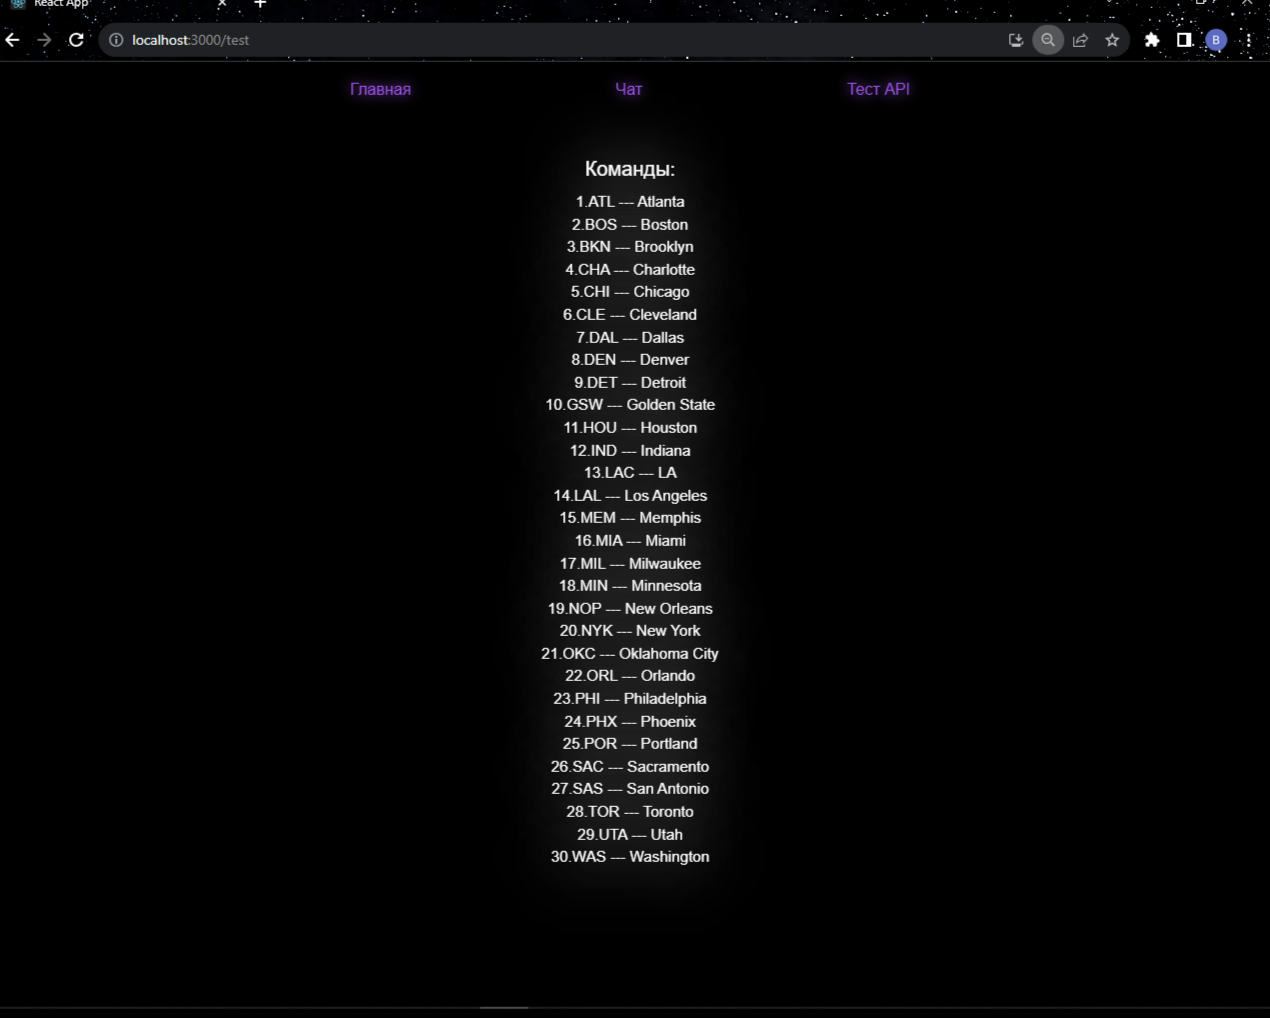 React App
localhost:3000/test
B
Главная Чат Тест API
Команды:
1.ATL --- Atlanta
2.BOS --- Boston
3.BKN --- Brooklyn
4.CHA --- Charlotte
5.CHI --- Chicago
6.CLE --- Cleveland
7.DAL --- Dallas
8.DEN --- Denver
9.DET --- Detroit
10.GSW --- Golden State
11.HOU --- Houston
12.IND --- Indiana
13.LAC --- LA
14.LAL --- Los Angeles
15.MEM --- Memphis
16.MIA --- Miami
17.MIL --- Milwaukee
18.MIN --- Minnesota
19.NOP --- New Orleans
20.NYK --- New York
21.OKC --- Oklahoma City
22.ORL --- Orlando
23.PHI --- Philadelphia
24.PHX --- Phoenix
25.POR --- Portland
26.SAC --- Sacramento
27.SAS --- San Antonio
28.TOR --- Toronto
29.UTA --- Utah
30.WAS --- Washington